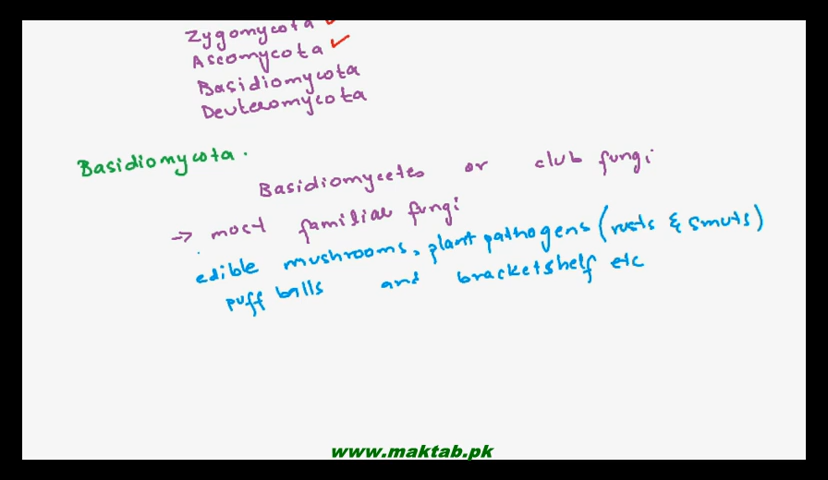 Zygomycota
Ascomycota
Basidiomycota
Deuteromycota
Basidiomycota.
Basidiomycetes or club fungi
→ most familiar fungi
edible mushrooms, plant pathogens (rusts & smuts)
puff balls and bracketshelf etc
www.maktab.pk